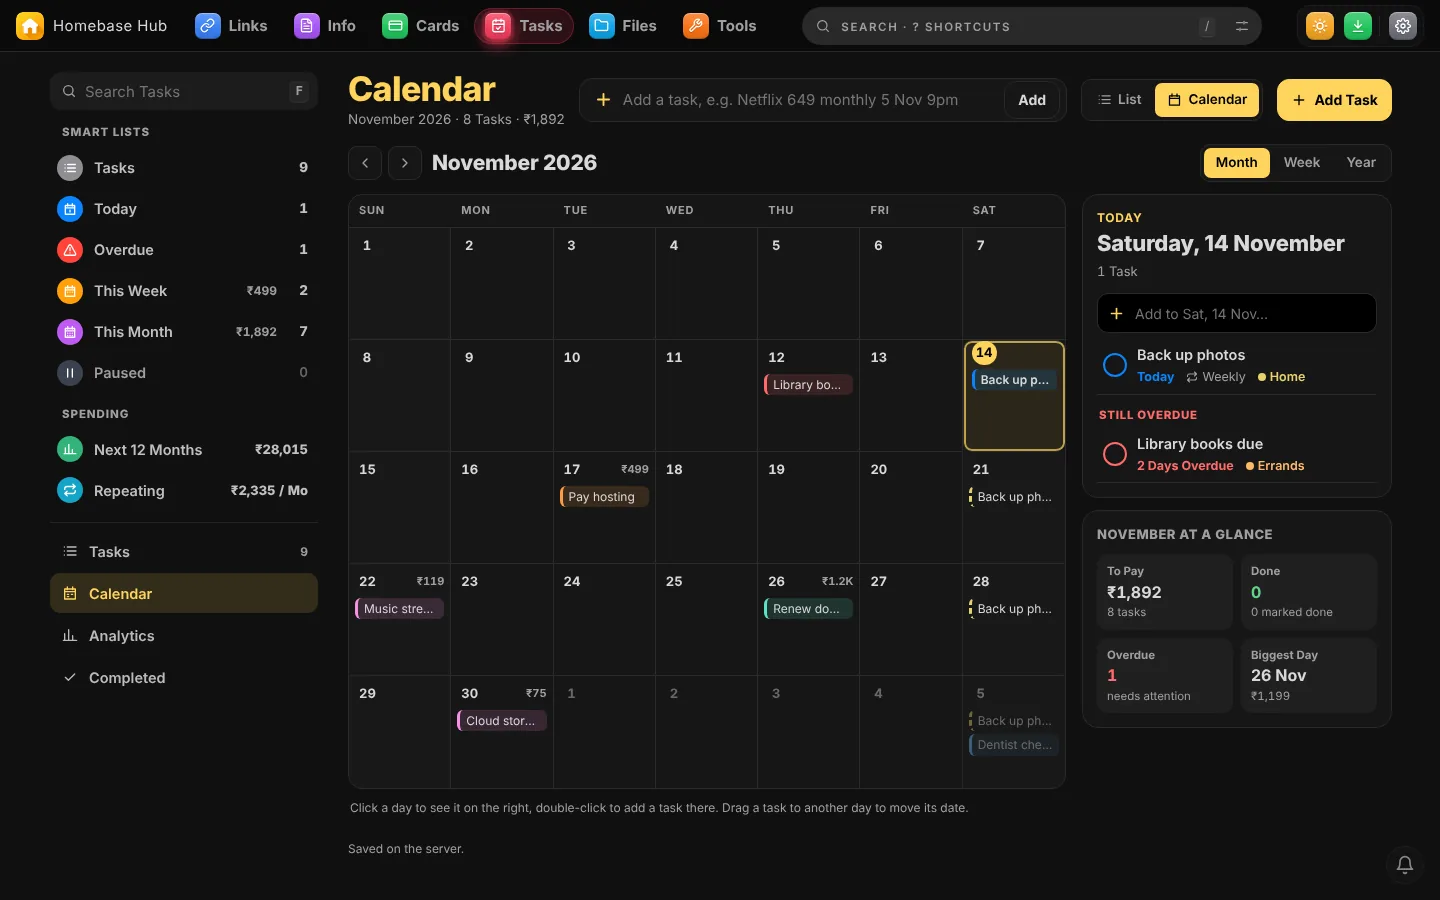 Homebase Hub
Links
Info
Cards
Tasks
Files
Tools
SEARCH · ? SHORTCUTS
/
Search Tasks
F
SMART LISTS
Tasks 9
Today 1
Overdue 1
This Week ₹499 2
This Month ₹1,892 7
Paused 0
SPENDING
Next 12 Months ₹28,015
Repeating ₹2,335 / Mo
Tasks 9
Calendar
Analytics
Completed
Calendar
November 2026 · 8 Tasks · ₹1,892
Add a task, e.g. Netflix 649 monthly 5 Nov 9pm
Add
List
Calendar
Add Task
November 2026
Month
Week
Year
SUN MON TUE WED THU FRI SAT
1 2 3 4 5 6 7
8 9 10 11 12 13 14
Library bo...
Back up p...
15 16 17 ₹499 18 19 20 21
Pay hosting
Back up ph...
22 ₹119 23 24 25 26 ₹1.2K 27 28
Music stre...
Renew do...
Back up ph...
29 30 ₹75 1 2 3 4 5
Cloud stor...
Back up ph...
Dentist che...
Click a day to see it on the right, double-click to add a task there. Drag a task to another day to move its date.
Saved on the server.
TODAY
Saturday, 14 November
1 Task
Add to Sat, 14 Nov...
Back up photos
Today Weekly Home
STILL OVERDUE
Library books due
2 Days Overdue Errands
NOVEMBER AT A GLANCE
To Pay
₹1,892
8 tasks
Done
0
0 marked done
Overdue
1
needs attention
Biggest Day
26 Nov
₹1,199